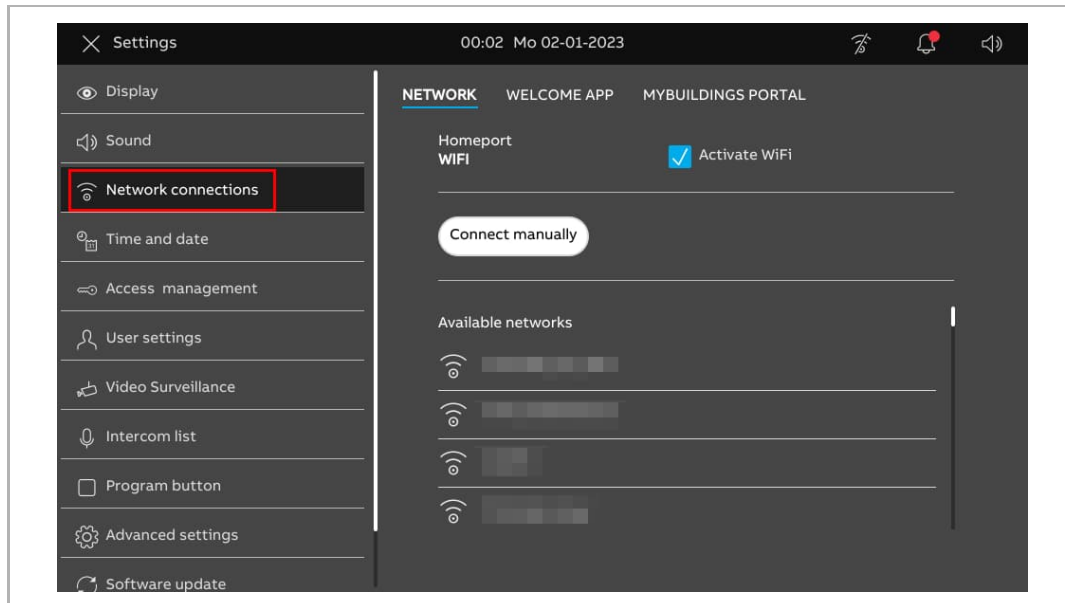 Settings
00:02 Mo 02-01-2023
Display
Sound
Network connections
Time and date
Access management
User settings
Video Surveillance
Intercom list
Program button
Advanced settings
Software update
NETWORK WELCOME APP MYBUILDINGS PORTAL
Homeport
WIFI
Activate WiFi
Connect manually
Available networks